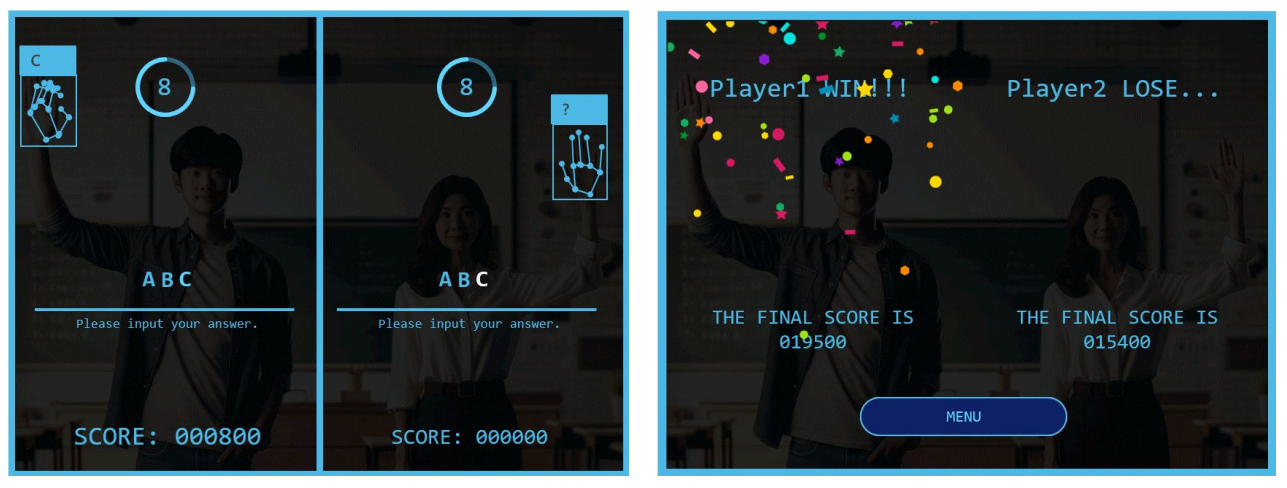 C
8
ABC
Please input your answer.
SCORE: 000800
8
?
ABC
Please input your answer.
SCORE: 000000
Player1 WIN!!!
Player2 LOSE...
THE FINAL SCORE IS
019500
THE FINAL SCORE IS
015400
MENU